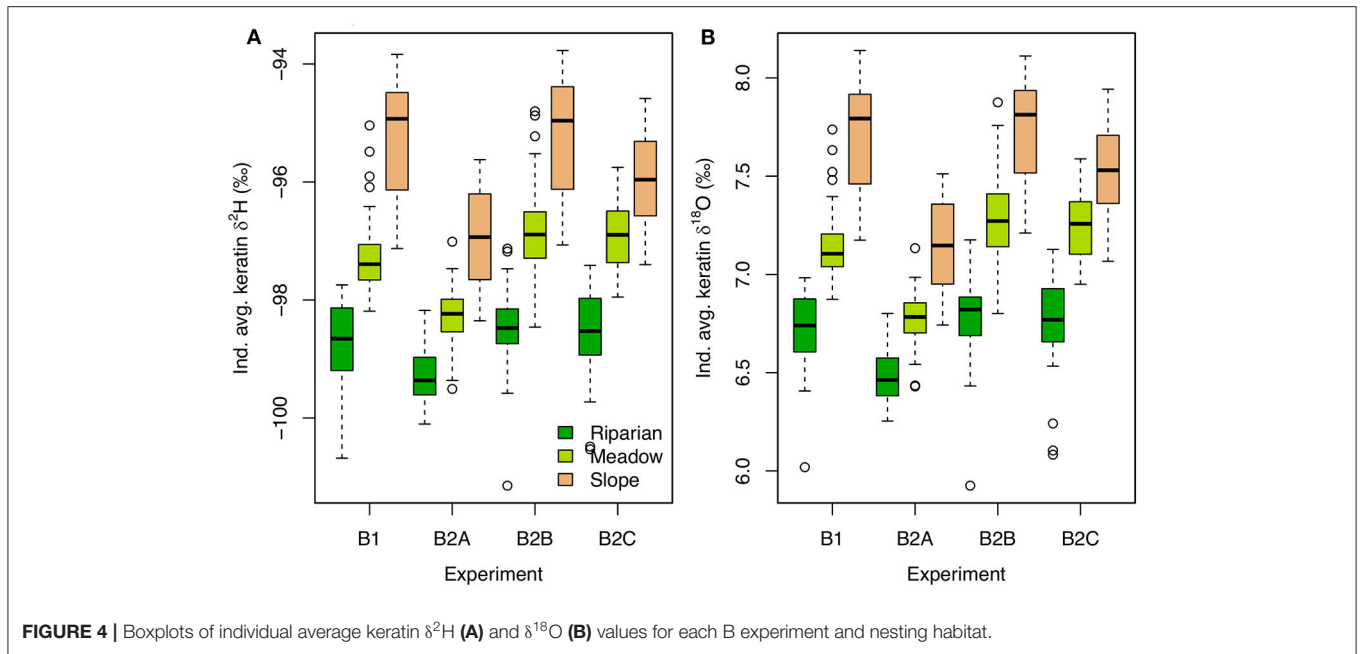 A
Ind. avg. keratin δ²H (‰)
−94
−96
−98
−100
Riparian
Meadow
Slope
B1
B2A
B2B
B2C
Experiment
B
Ind. avg. keratin δ¹⁸O (‰)
8.0
7.5
7.0
6.5
6.0
B1
B2A
B2B
B2C
Experiment
FIGURE 4 | Boxplots of individual average keratin δ²H (A) and δ¹⁸O (B) values for each B experiment and nesting habitat.